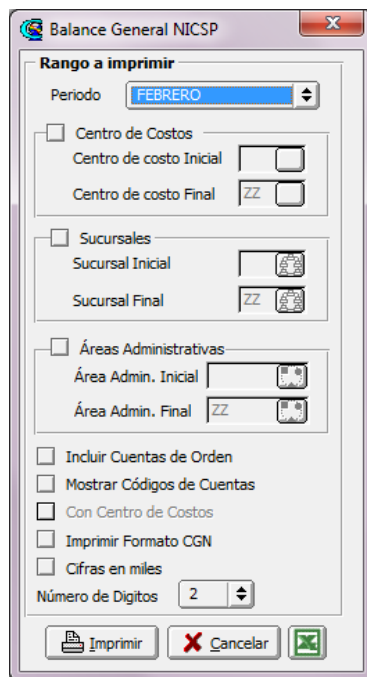 Balance General NICSP
Rango a imprimir
Periodo FEBRERO
Centro de Costos
Centro de costo Inicial
Centro de costo Final ZZ
Sucursales
Sucursal Inicial
Sucursal Final ZZ
Áreas Administrativas
Área Admin. Inicial
Área Admin. Final ZZ
Incluir Cuentas de Orden
Mostrar Códigos de Cuentas
Con Centro de Costos
Imprimir Formato CGN
Cifras en miles
Número de Digitos 2
Imprimir Cancelar